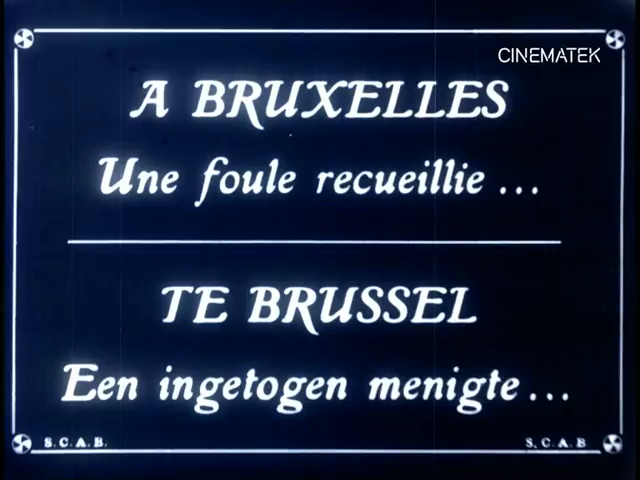 CINEMATEK
A BRUXELLES
Une foule recueillie ...
TE BRUSSEL
Een ingetogen menigte ...
S. C. A. B.
S, C. A. B